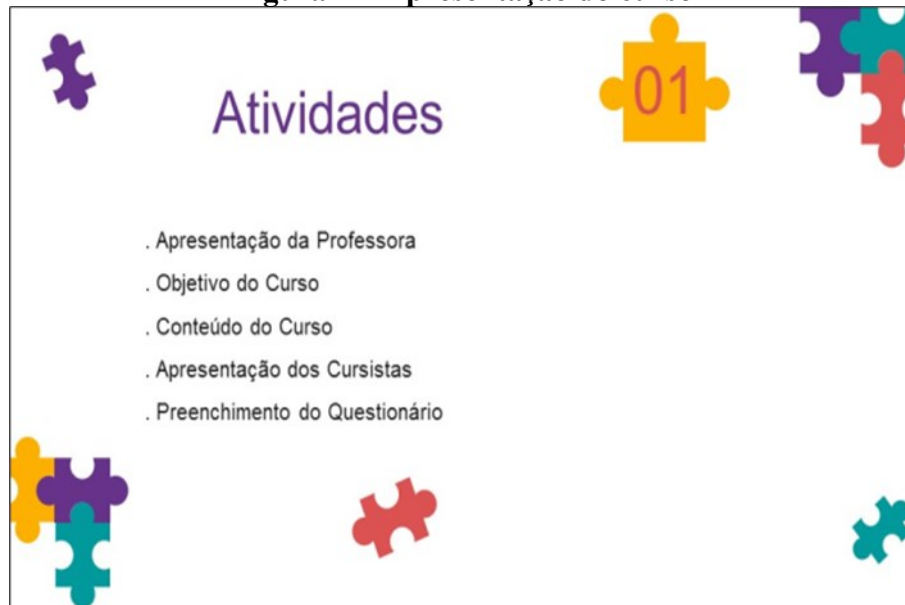 Atividades
01
. Apresentação da Professora
. Objetivo do Curso
. Conteúdo do Curso
. Apresentação dos Cursistas
. Preenchimento do Questionário